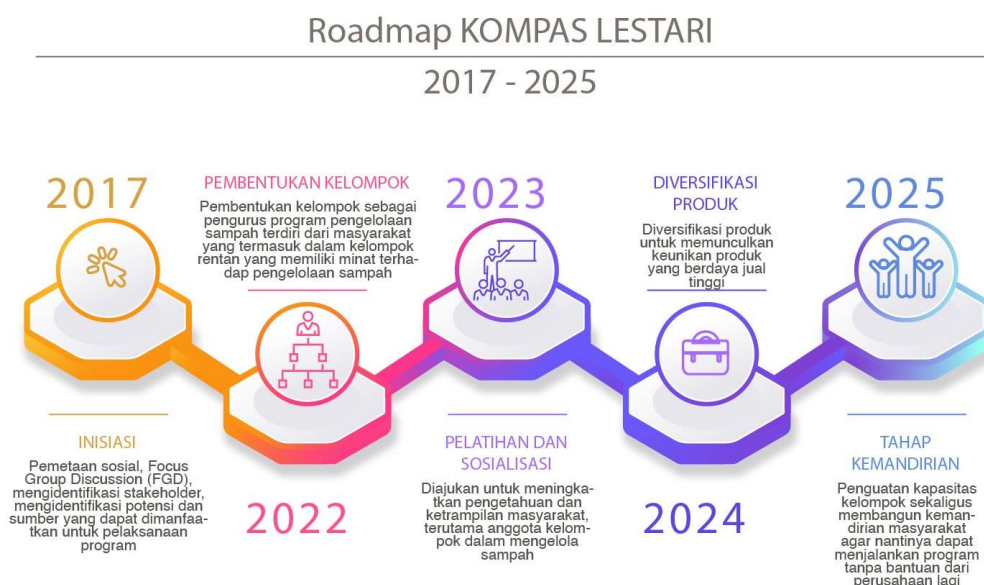 Roadmap KOMPAS LESTARI
2017 - 2025
2017
INISIASI
Pemetaan sosial, Focus
Group Discussion (FGD),
mengidentifikasi stakeholder,
mengidentifikasi potensi dan
sumber yang dapat dimanfaa-
tkan untuk pelaksanaan
program
PEMBENTUKAN KELOMPOK
Pembentukan kelompok sebagai
pengurus program pengelolaan
sampah terdiri dari masyarakat
yang termasuk dalam kelompok
rentan yang memiliki minat terha-
dap pengelolaan sampah
2022
2023
PELATIHAN DAN
SOSIALISASI
Diajukan untuk meningka-
tkan pengetahuan dan
ketrampilan masyarakat,
terutama anggota kelom-
pok dalam mengelola
sampah
DIVERSIFIKASI
PRODUK
Diversifikasi produk
untuk memunculkan
keunikan produk
yang berdaya jual
tinggi
2024
2025
TAHAP
KEMANDIRIAN
Penguatan kapasitas
kelompok sekaligus
membangun keman-
dirian masyarakat
agar nantinya dapat
menjalankan program
tanpa bantuan dari
perusahaan lagi